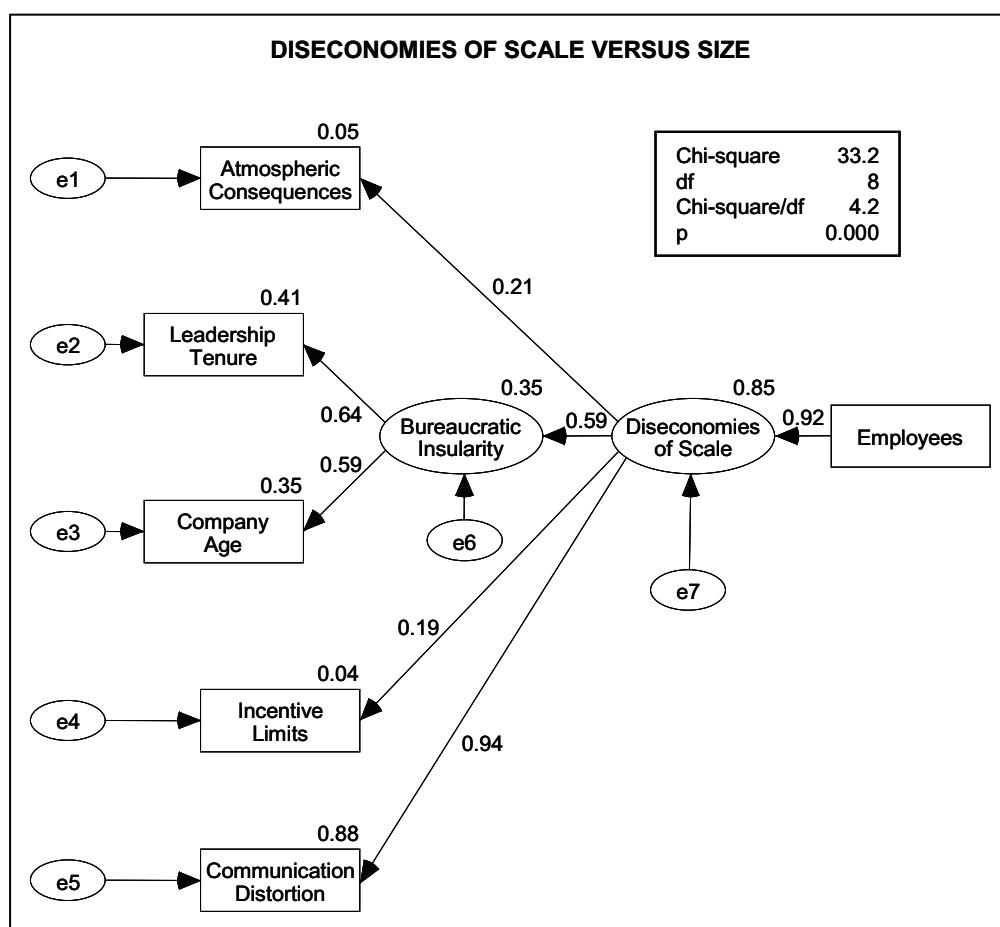 DISECONOMIES OF SCALE VERSUS SIZE
0.05
e1
Atmospheric
Consequences
Chi-square 33.2
df 8
Chi-square/df 4.2
p 0.000
0.21
0.41
e2
Leadership
Tenure
0.64
0.35
Bureaucratic
Insularity
0.59
0.85
Diseconomies
of Scale
0.92
Employees
0.59
0.35
e3
Company
Age
e6
e7
0.19
0.04
e4
Incentive
Limits
0.94
0.88
e5
Communication
Distortion